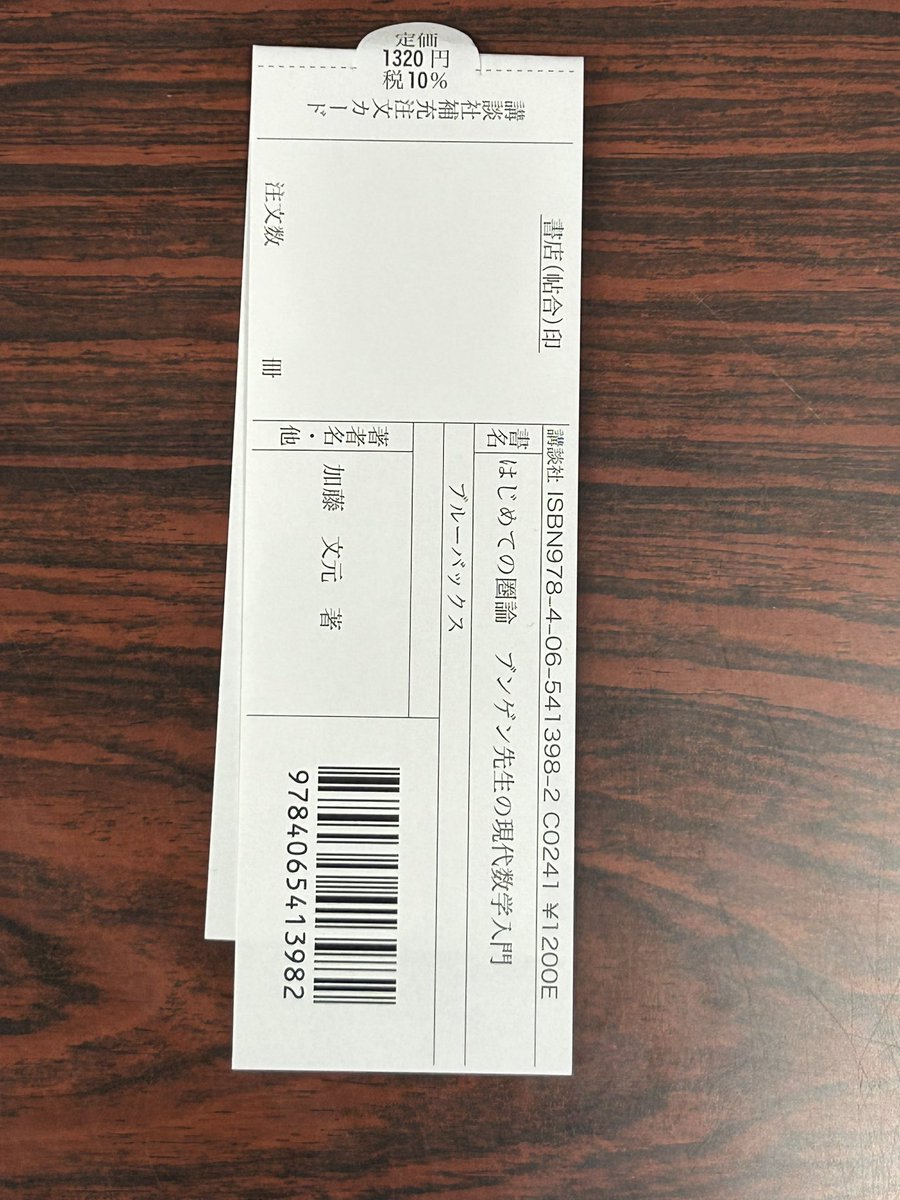 定価
1320円
税10%
講談社補充注文カード
書店(帖合)印
注文数
冊
講談社 ISBN978-4-06-541398-2 C0241 ¥1200E
書名
はじめての圏論 ブンゲン先生の現代数学入門
ブルーバックス
著者名・他
加藤 文元 著
9784065413982